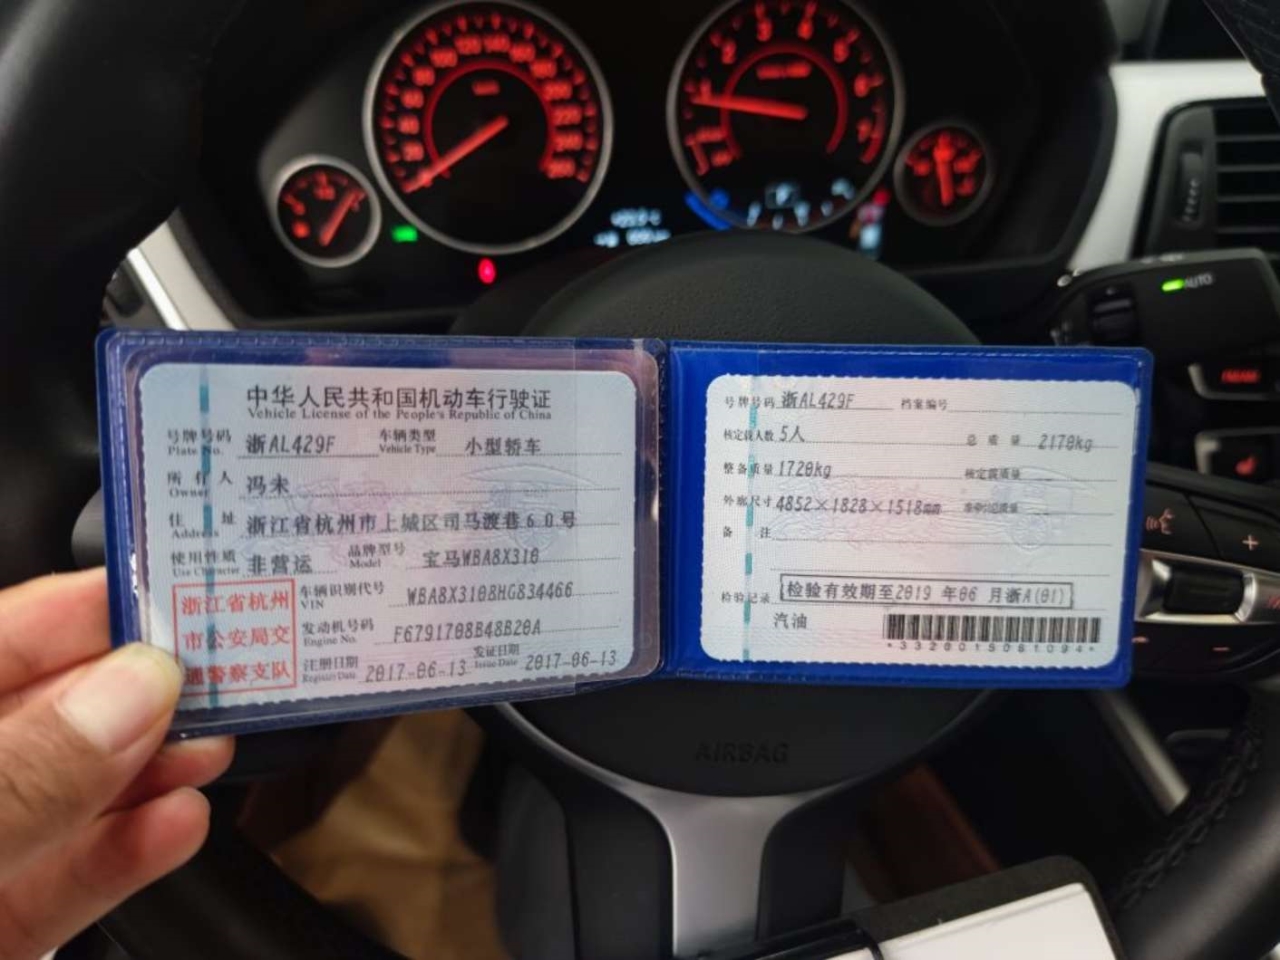 中华人民共和国机动车行驶证
Vehicle License of the People's Republic of China
号牌号码 浙AL429F 车辆类型 小型轿车
Plate No. Vehicle Type
所有人 冯未
Owner
住址 浙江省杭州市上城区司马渡巷60号
Address
使用性质 非营运 品牌型号 宝马WBA8X310
Use Character Model
浙江省杭州
市公安局交
通警察支队
车辆识别代号 WBA8X310BHG834466
VIN
发动机号码 F6791708B48B20A
Engine No.
注册日期 2017-06-13 发证日期 2017-06-13
Register Date Issue Date
号牌号码 浙AL429F 档案编号
核定载人数 5人 总质量 2170kg
整备质量 1720kg 核定载质量
外廓尺寸 4852×1828×1518mm
备注
检验记录 检验有效期至2019 年06 月浙A(01)
汽油
AIRBAG
AUTO